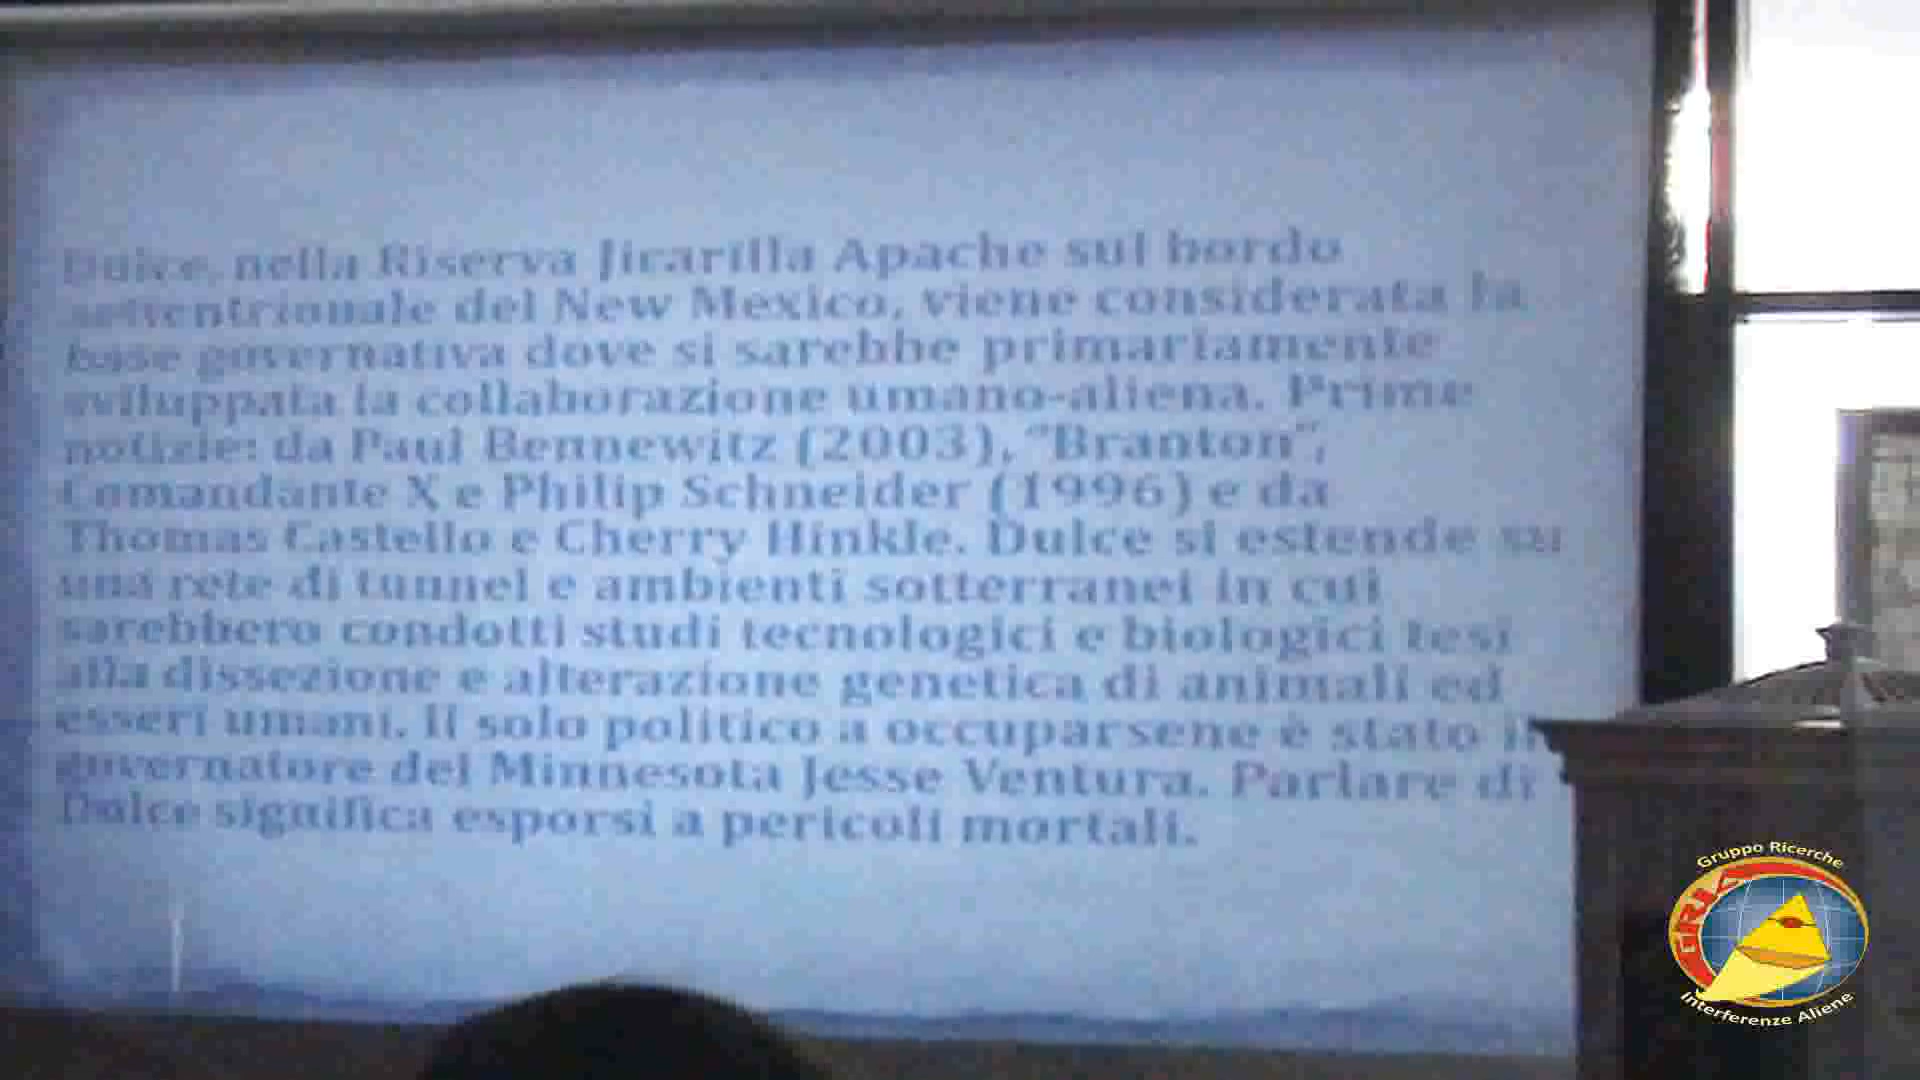 Dulce, nella Riserva Jicarilla Apache sul bordo
settentrionale del New Mexico, viene considerata la
base governativa dove si sarebbe primariamente
sviluppata la collaborazione umano-aliena. Prime
notizie: da Paul Bennewitz (2003), "Branton",
Comandante X e Philip Schneider (1996) e da
Thomas Castello e Cherry Hinkle. Dulce si estende su
una rete di tunnel e ambienti sotterranei in cui
sarebbero condotti studi tecnologici e biologici tesi
alla dissezione e alterazione genetica di animali ed
esseri umani. Il solo politico a occuparsene è stato il
governatore del Minnesota Jesse Ventura. Parlare di
Dulce significa esporsi a pericoli mortali.
Gruppo Ricerche
GRIA
Interferenze Aliene